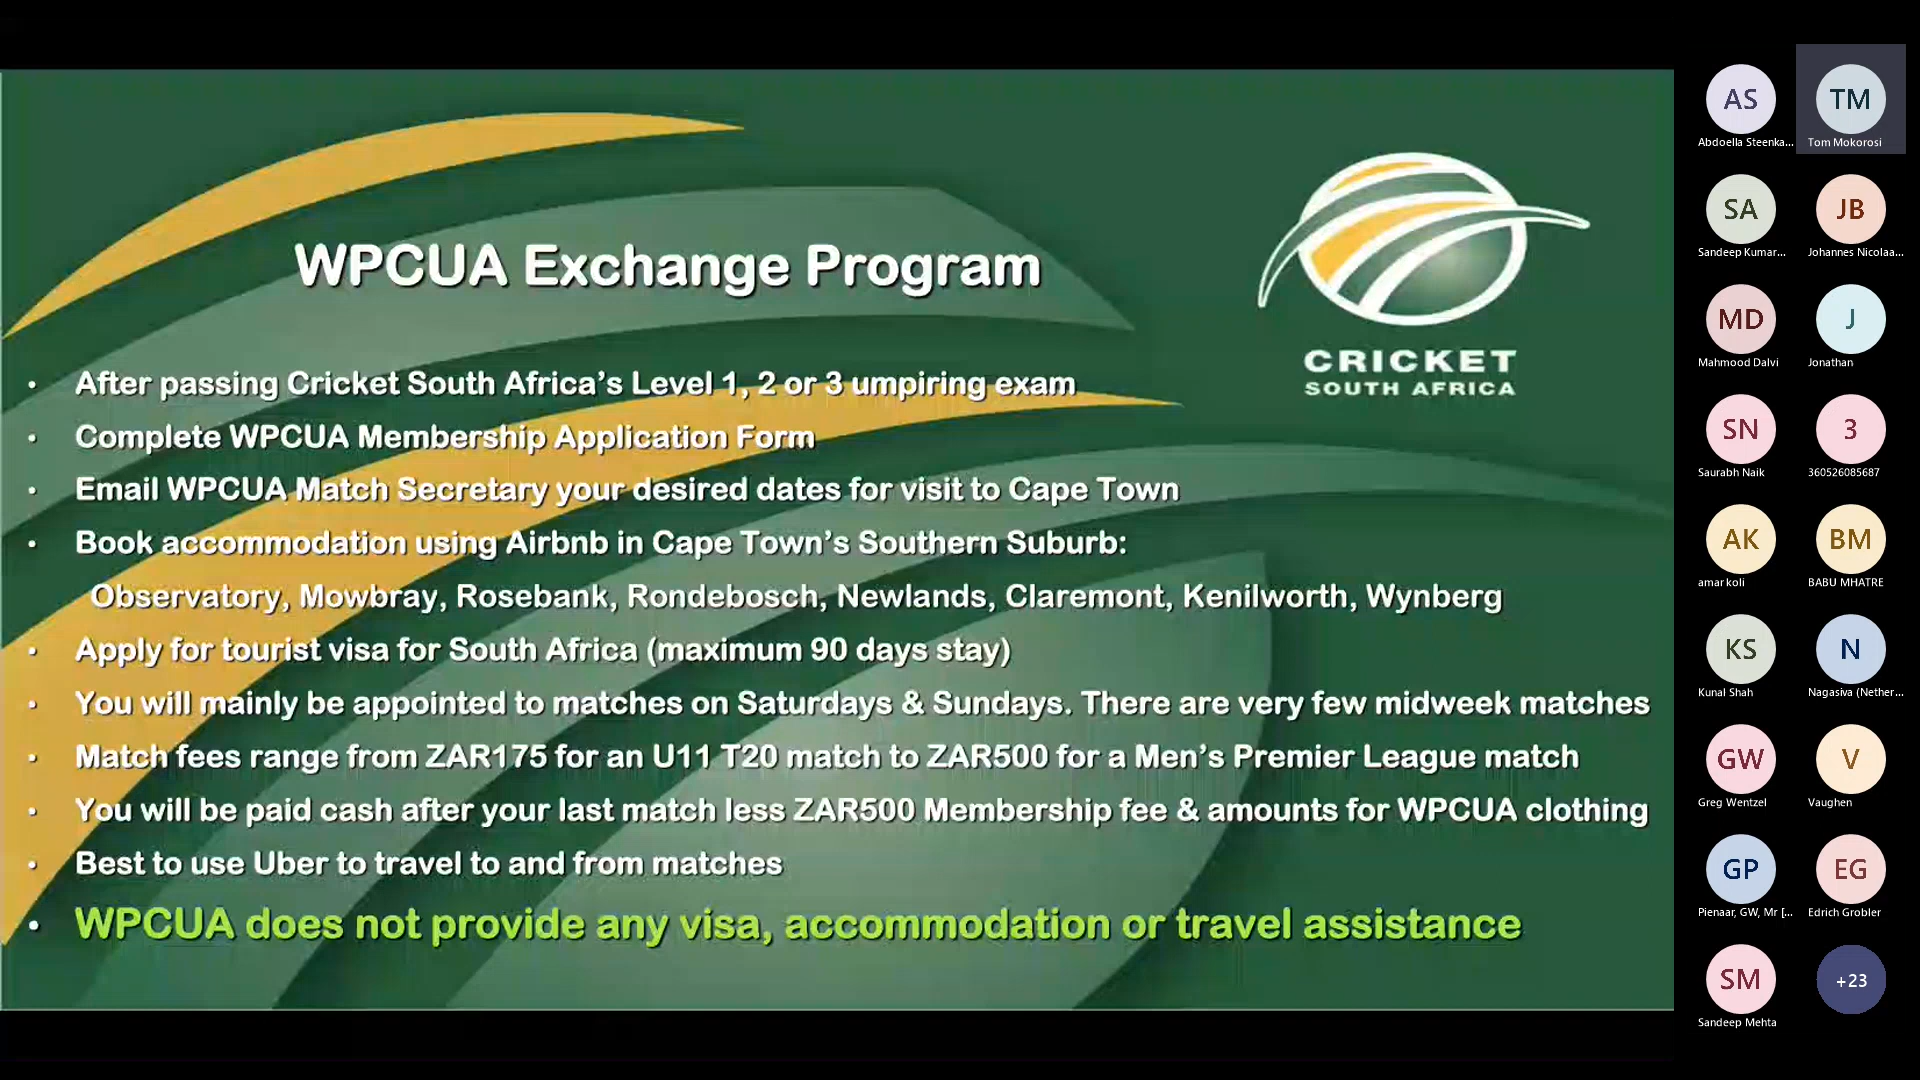 WPCUA Exchange Program
CRICKET
SOUTH AFRICA
• After passing Cricket South Africa’s Level 1, 2 or 3 umpiring exam
• Complete WPCUA Membership Application Form
• Email WPCUA Match Secretary your desired dates for visit to Cape Town
• Book accommodation using Airbnb in Cape Town’s Southern Suburb:
Observatory, Mowbray, Rosebank, Rondebosch, Newlands, Claremont, Kenilworth, Wynberg
• Apply for tourist visa for South Africa (maximum 90 days stay)
• You will mainly be appointed to matches on Saturdays & Sundays. There are very few midweek matches
• Match fees range from ZAR175 for an U11 T20 match to ZAR500 for a Men’s Premier League match
• You will be paid cash after your last match less ZAR500 Membership fee & amounts for WPCUA clothing
• Best to use Uber to travel to and from matches
• WPCUA does not provide any visa, accommodation or travel assistance
AS
Abdoella Steenka...
TM
Tom Mokorosi
SA
Sandeep Kumar...
JB
Johannes Nicolaa...
MD
Mahmood Dalvi
J
Jonathan
SN
Saurabh Naik
3
360526085687
AK
amar koli
BM
BABU MHATRE
KS
Kunal Shah
N
Nagasiva (Nether...
GW
Greg Wentzel
V
Vaughen
GP
Pienaar, GW, Mr [...
EG
Edrich Grobler
SM
Sandeep Mehta
+23